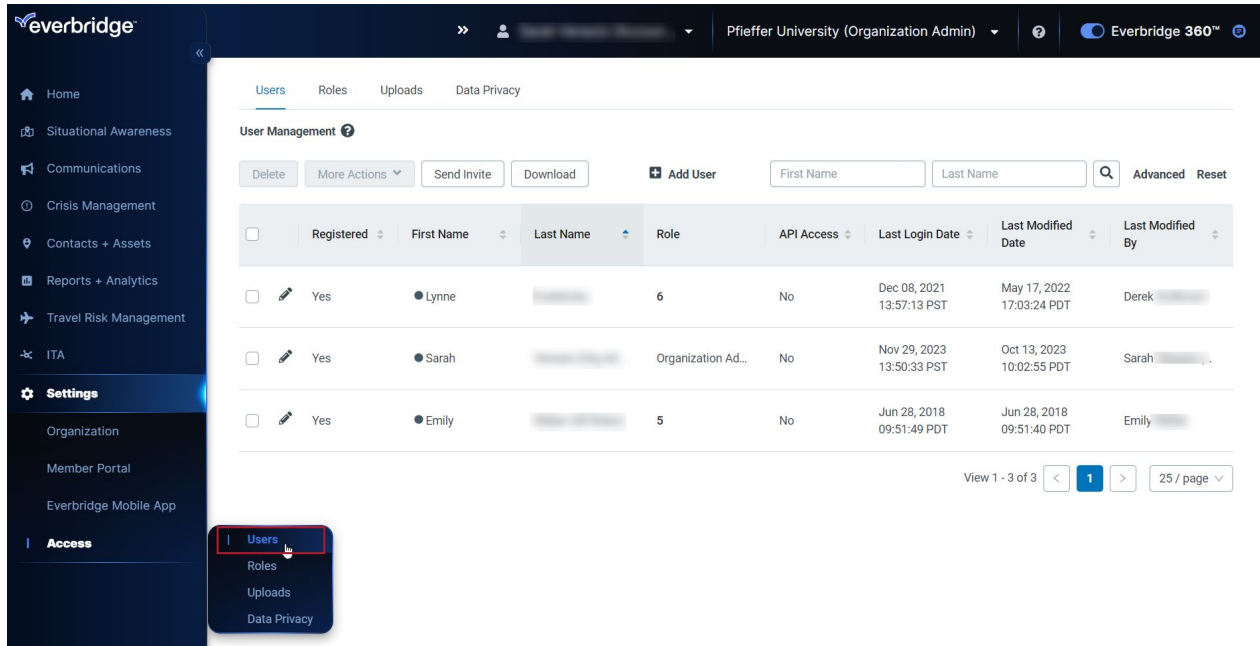 everbridge™
Pfieffer University (Organization Admin)
Everbridge 360™
Home
Situational Awareness
Communications
Crisis Management
Contacts + Assets
Reports + Analytics
Travel Risk Management
ITA
Settings
Organization
Member Portal
Everbridge Mobile App
Access
Users
Roles
Uploads
Data Privacy
Users Roles Uploads Data Privacy
User Management
Delete More Actions Send Invite Download Add User First Name Last Name Advanced Reset
Registered First Name Last Name Role API Access Last Login Date Last Modified Date Last Modified By
Yes Lynne 6 No Dec 08, 2021 13:57:13 PST May 17, 2022 17:03:24 PDT Derek
Yes Sarah Organization Ad... No Nov 29, 2023 13:50:33 PST Oct 13, 2023 10:02:55 PDT Sarah
Yes Emily 5 No Jun 28, 2018 09:51:49 PDT Jun 28, 2018 09:51:40 PDT Emily
View 1 - 3 of 3 < 1 > 25 / page